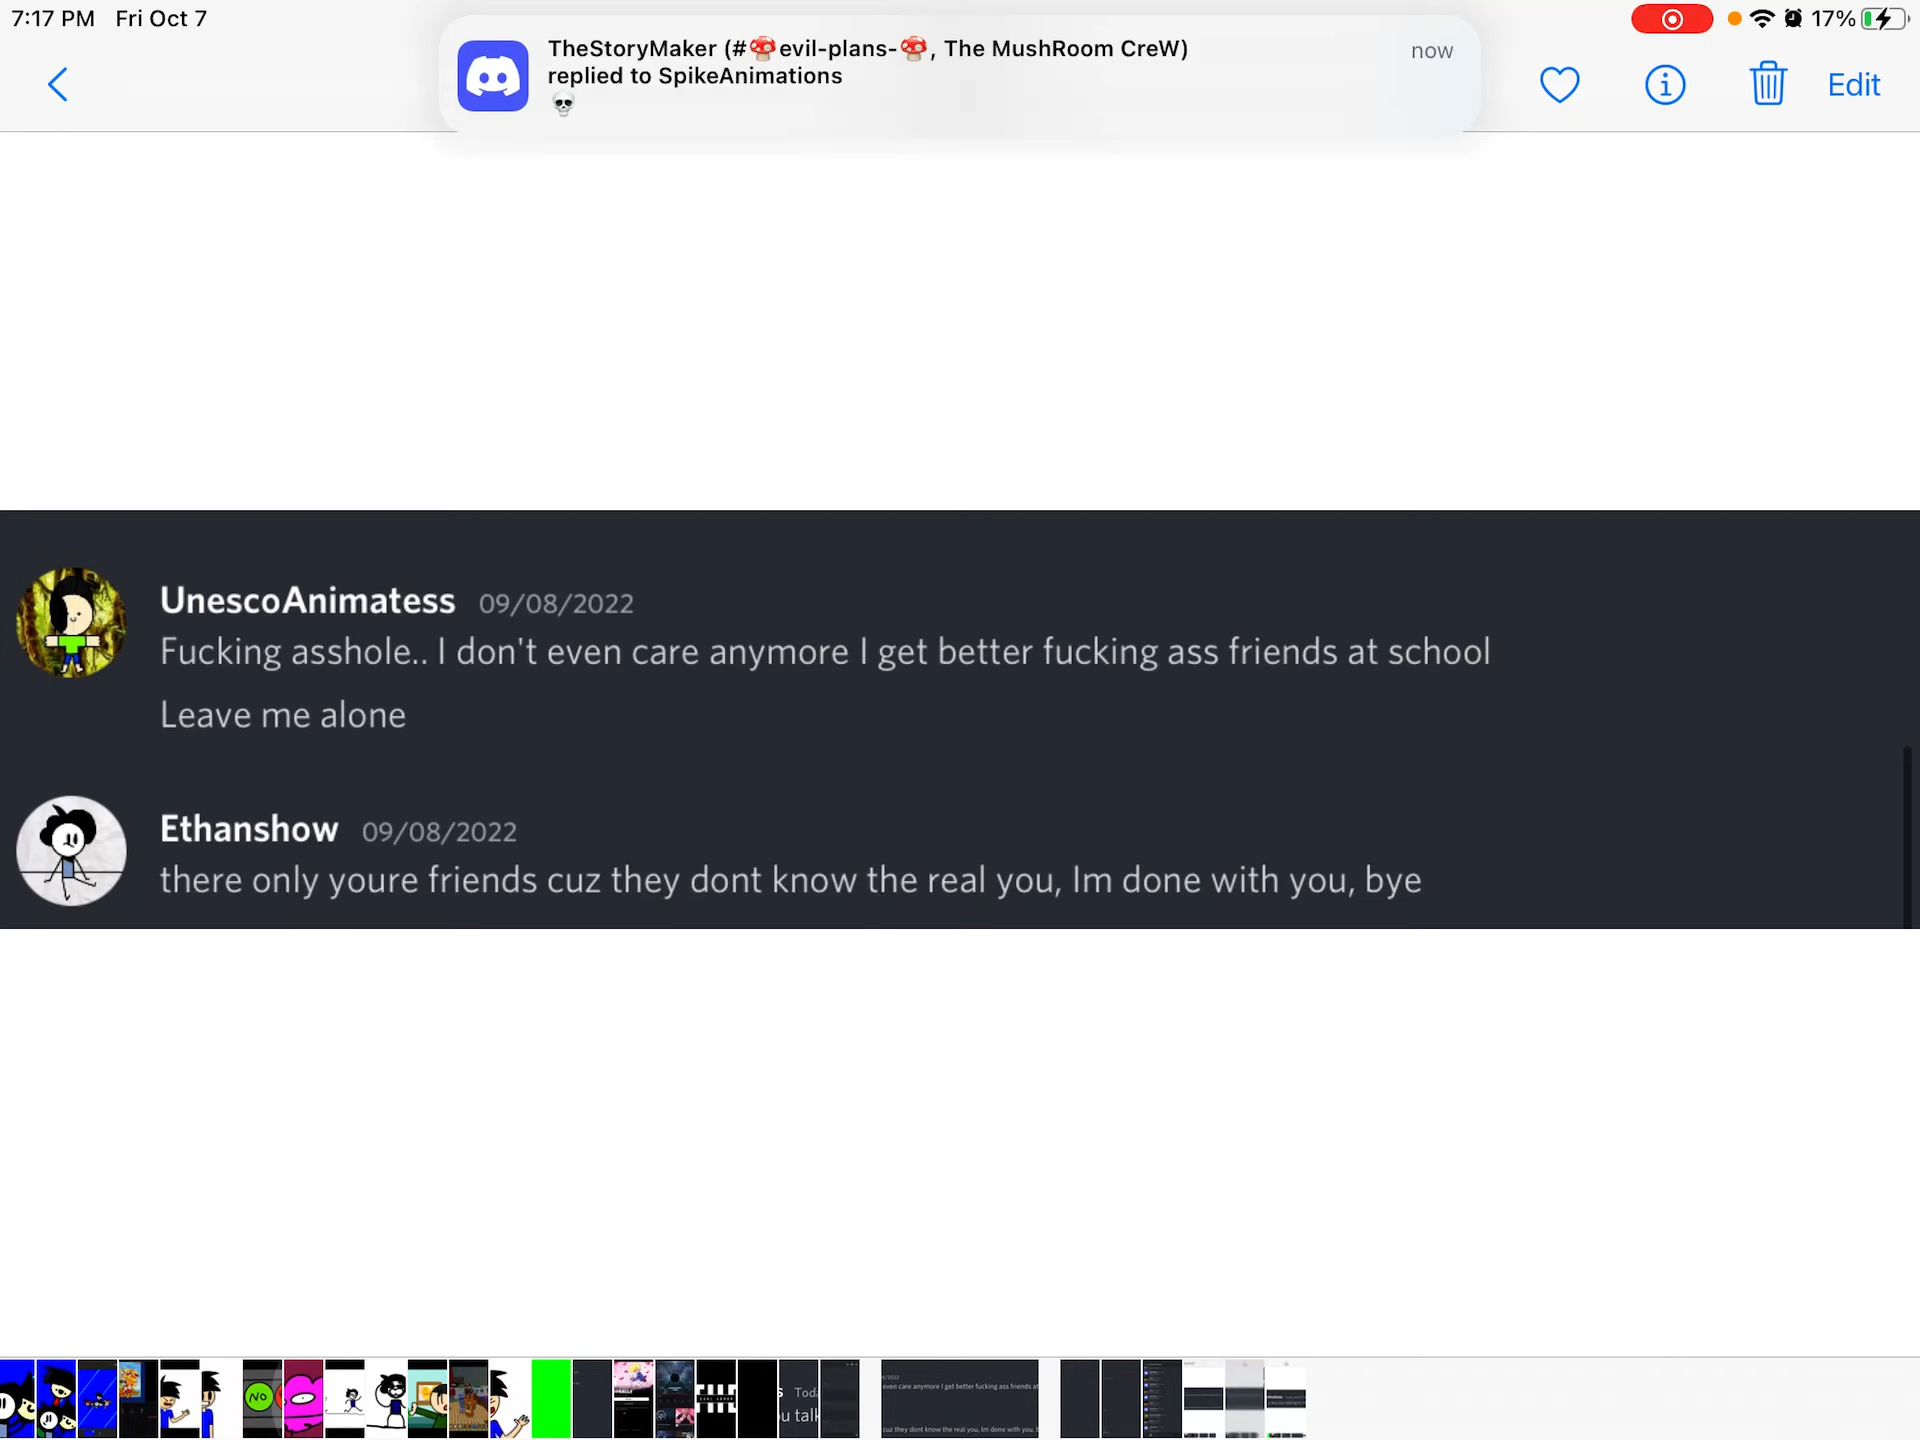 7:17 PM Fri Oct 7
17%
TheStoryMaker (#🍄evil-plans-🍄, The MushRoom CreW)
now
replied to SpikeAnimations
💀
Edit
UnescoAnimatess 09/08/2022
Fucking asshole.. I don't even care anymore I get better fucking ass friends at school
Leave me alone
Ethanshow 09/08/2022
there only youre friends cuz they dont know the real you, Im done with you, bye
NO